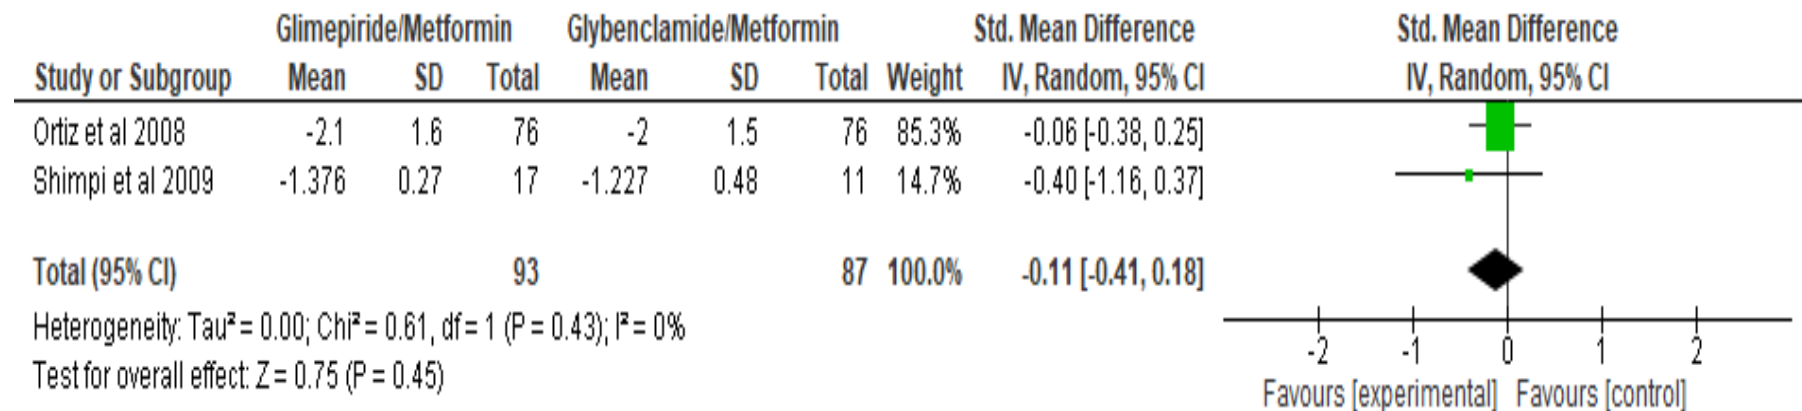 Glimepiride/Metformin Glybenclamide/Metformin Std. Mean Difference Std. Mean Difference
Study or Subgroup Mean SD Total Mean SD Total Weight IV, Random, 95% CI IV, Random, 95% CI
Ortiz et al 2008 -2.1 1.6 76 -2 1.5 76 85.3% -0.06 [-0.38, 0.25]
Shimpi et al 2009 -1.376 0.27 17 -1.227 0.48 11 14.7% -0.40 [-1.16, 0.37]
Total (95% CI) 93 87 100.0% -0.11 [-0.41, 0.18]
Heterogeneity: Tau² = 0.00; Chi² = 0.61, df = 1 (P = 0.43); I² = 0%
Test for overall effect: Z = 0.75 (P = 0.45)
-2 -1 0 1 2
Favours [experimental] Favours [control]